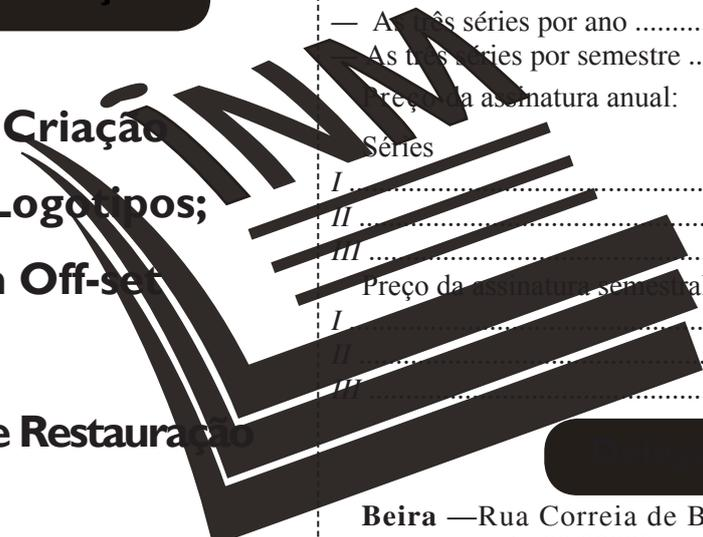 Criação
Logotipos;
Off-set
e Restauração
INM
— As três séries por ano ..........
— As três séries por semestre ..
Preço da assinatura anual:
Séries
I ..................................................
II ................................................
III ..............................................
Preço da assinatura semestral
I ..................................................
II ................................................
III ..............................................
Beira —Rua Correia de B